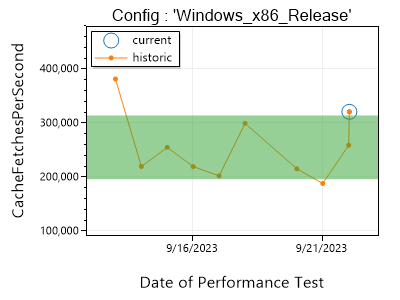 Config : 'Windows_x86_Release'
current
historic
400,000
300,000
200,000
100,000
CacheFetchesPerSecond
9/16/2023
9/21/2023
Date of Performance Test